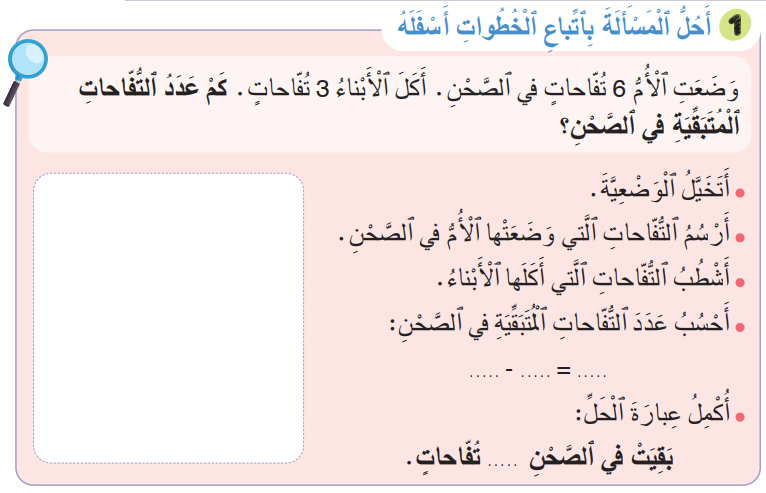 1 أَحُلُّ ٱلْمَسْأَلَةَ بِٱتِّباعِ ٱلْخُطُواتِ أَسْفَلَهُ
وَضَعَتِ ٱلْأُمُّ 6 تُفّاحاتٍ في ٱلصَّحْنِ. أَكَلَ ٱلْأَبْناءُ 3 تُفّاحاتٍ. كَمْ عَدَدُ ٱلتُّفّاحاتِ
ٱلْمُتَبَقِّيَةِ في ٱلصَّحْنِ؟
• أَتَخَيَّلُ ٱلْوَضْعِيَّةَ.
• أَرْسُمُ ٱلتُّفّاحاتِ ٱلَّتي وَضَعَتْها ٱلْأُمُّ في ٱلصَّحْنِ.
• أَشْطُبُ ٱلتُّفّاحاتِ ٱلَّتي أَكَلَها ٱلْأَبْناءُ.
• أَحْسُبُ عَدَدَ ٱلتُّفّاحاتِ ٱلْمُتَبَقِّيَةِ في ٱلصَّحْنِ:
..... - ..... = .....
• أُكْمِلُ عِبارَةَ ٱلْحَلِّ:
بَقِيَتْ في ٱلصَّحْنِ ..... تُفّاحاتٍ.